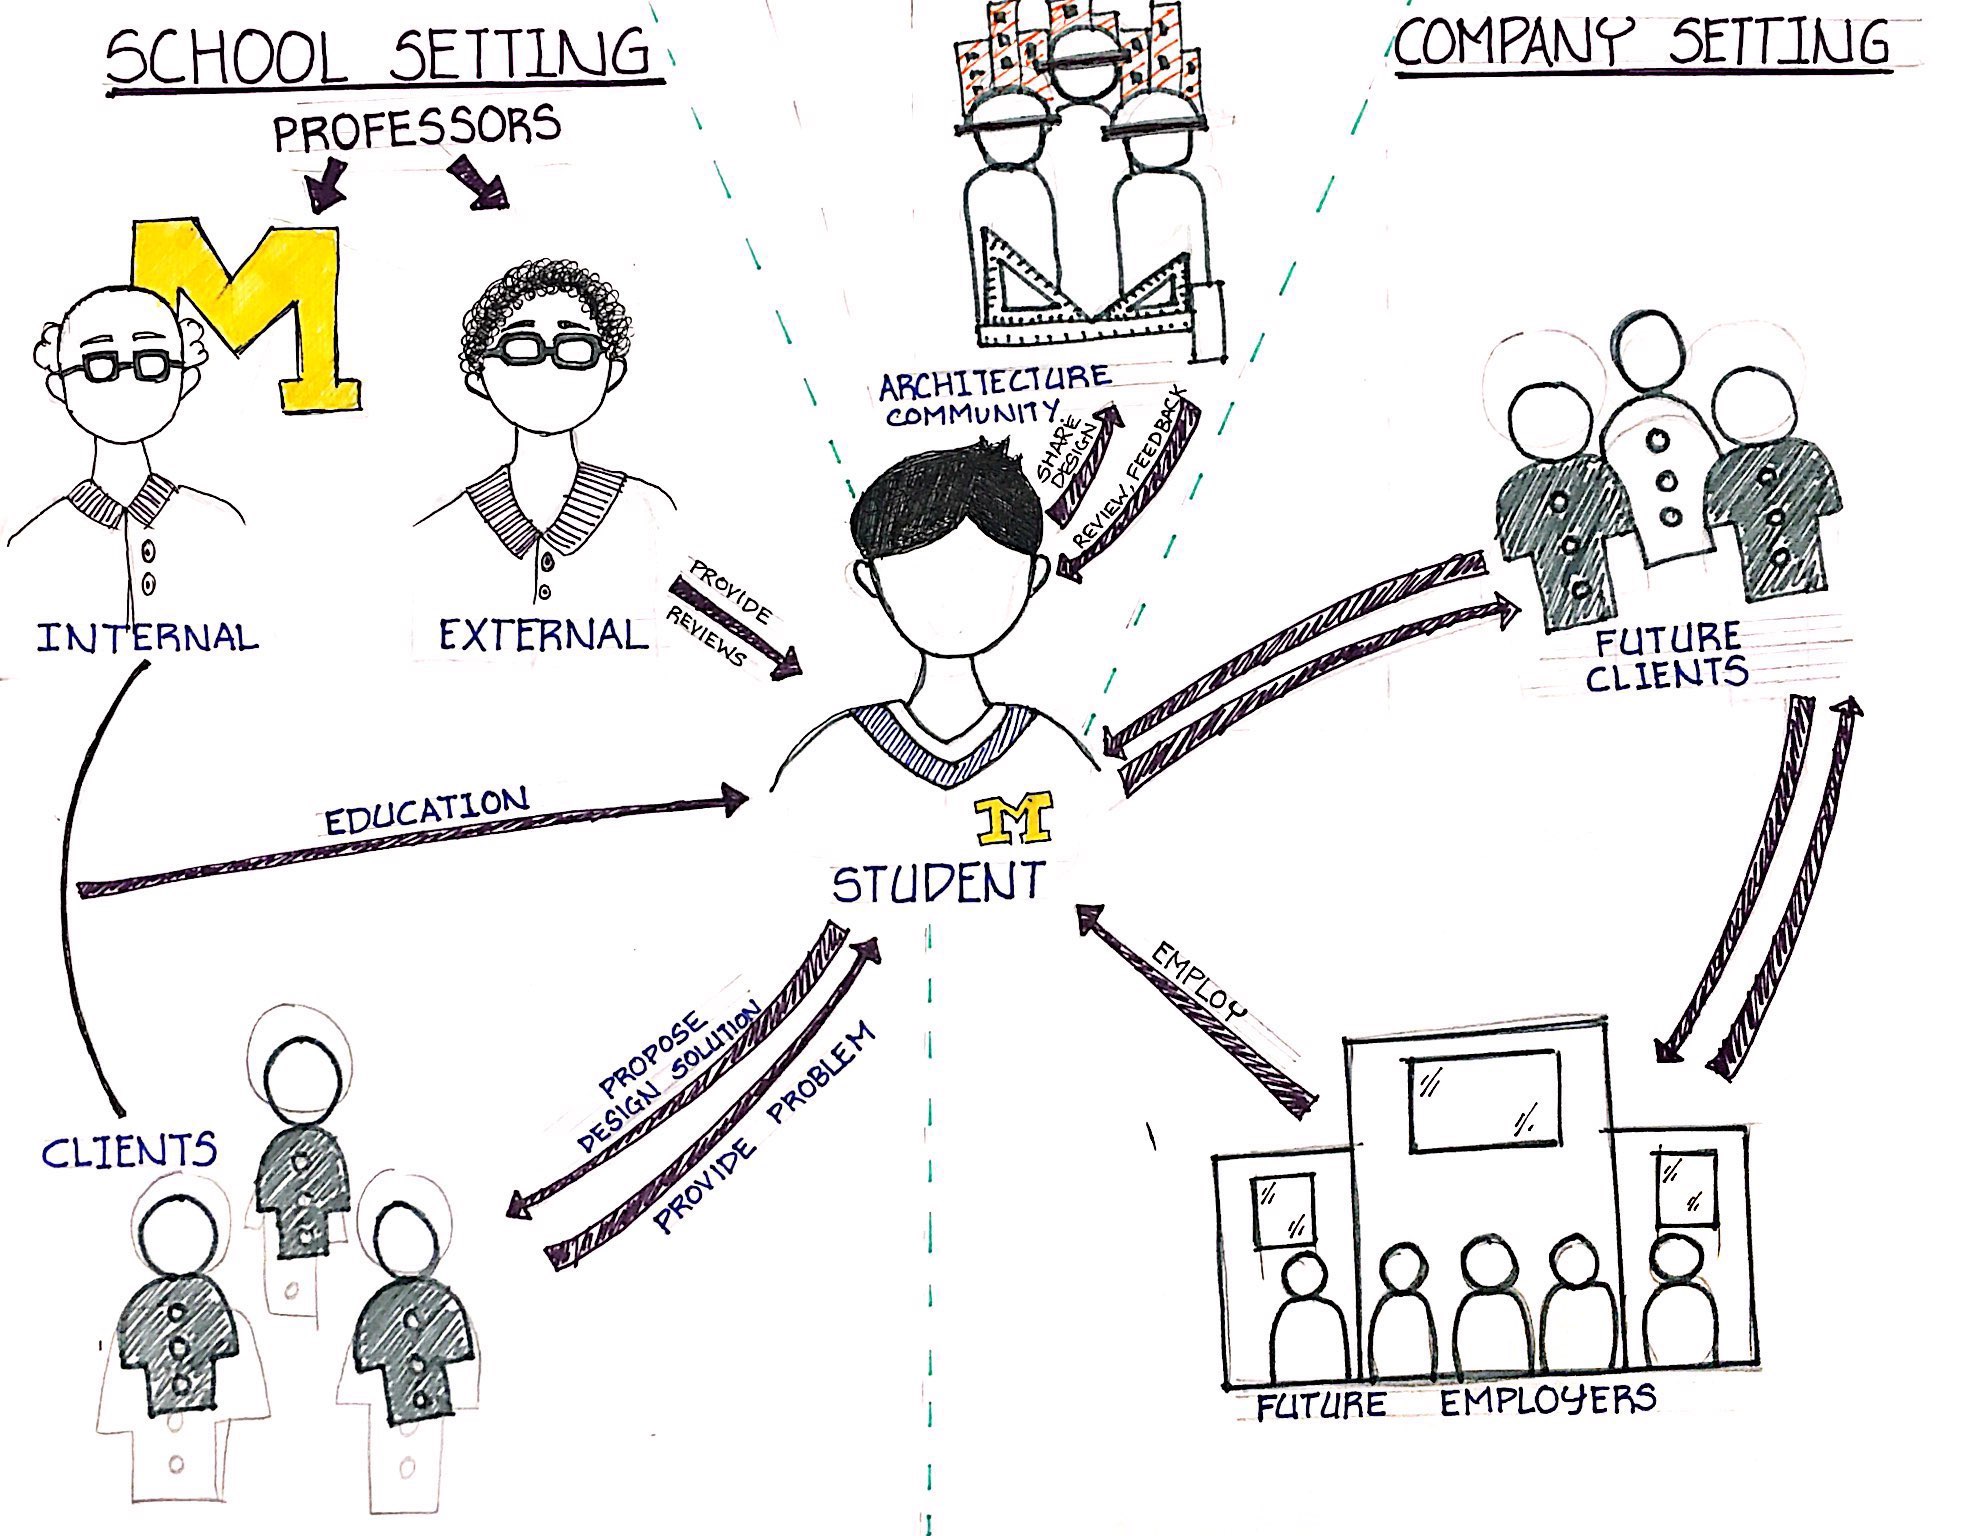 SCHOOL SETTING
PROFESSORS
M
INTERNAL
EXTERNAL
PROVIDE
REVIEWS
EDUCATION
CLIENTS
PROPOSE
DESIGN SOLUTION
PROVIDE PROBLEM
ARCHITECTURE
COMMUNITY
SHARE
DESIGN
REVIEW, FEEDBACK
M
STUDENT
COMPANY SETTING
FUTURE
CLIENTS
EMPLOY
FUTURE EMPLOYERS